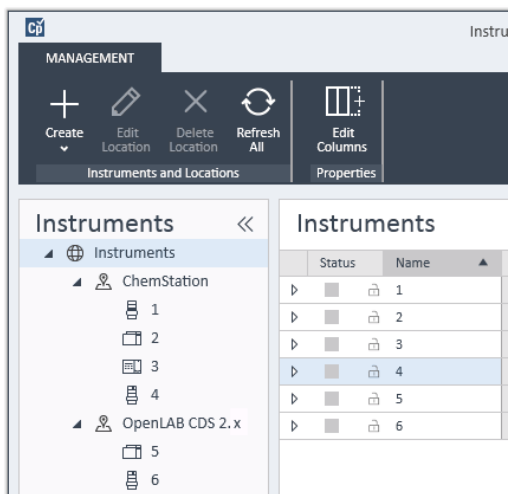 Cp
Instru
MANAGEMENT
Create
Edit Location
Delete Location
Refresh All
Edit Columns
Instruments and Locations
Properties
Instruments
Instruments
ChemStation
1
2
3
4
OpenLAB CDS 2.x
5
6
Instruments
Status Name
1
2
3
4
5
6